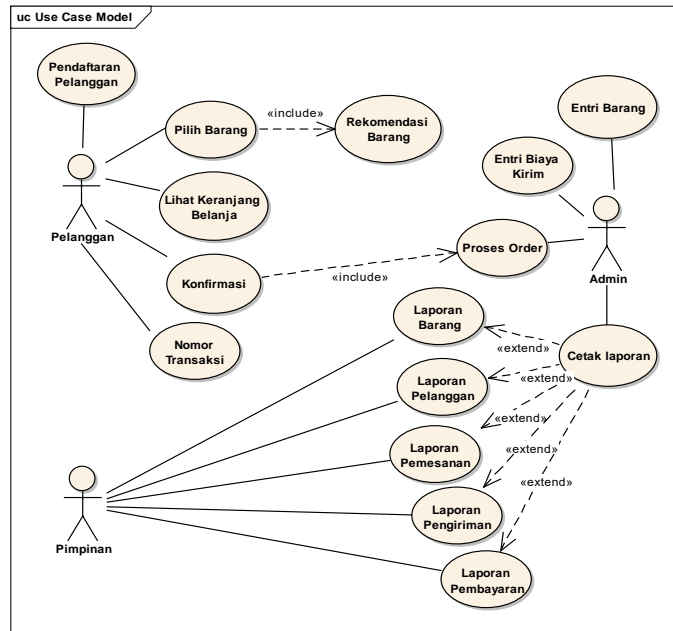 uc Use Case Model
Pendaftaran
Pelanggan
Pilih Barang
«include»
Rekomendasi
Barang
Entri Barang
Entri Biaya
Kirim
Lihat Keranjang
Belanja
Pelanggan
Proses Order
Admin
Konfirmasi
«include»
Nomor
Transaksi
Laporan
Barang
«extend»
Cetak laporan
Laporan
Pelanggan
«extend»
Laporan
Pemesanan
«extend»
«extend»
Laporan
Pengiriman
«extend»
Pimpinan
Laporan
Pembayaran